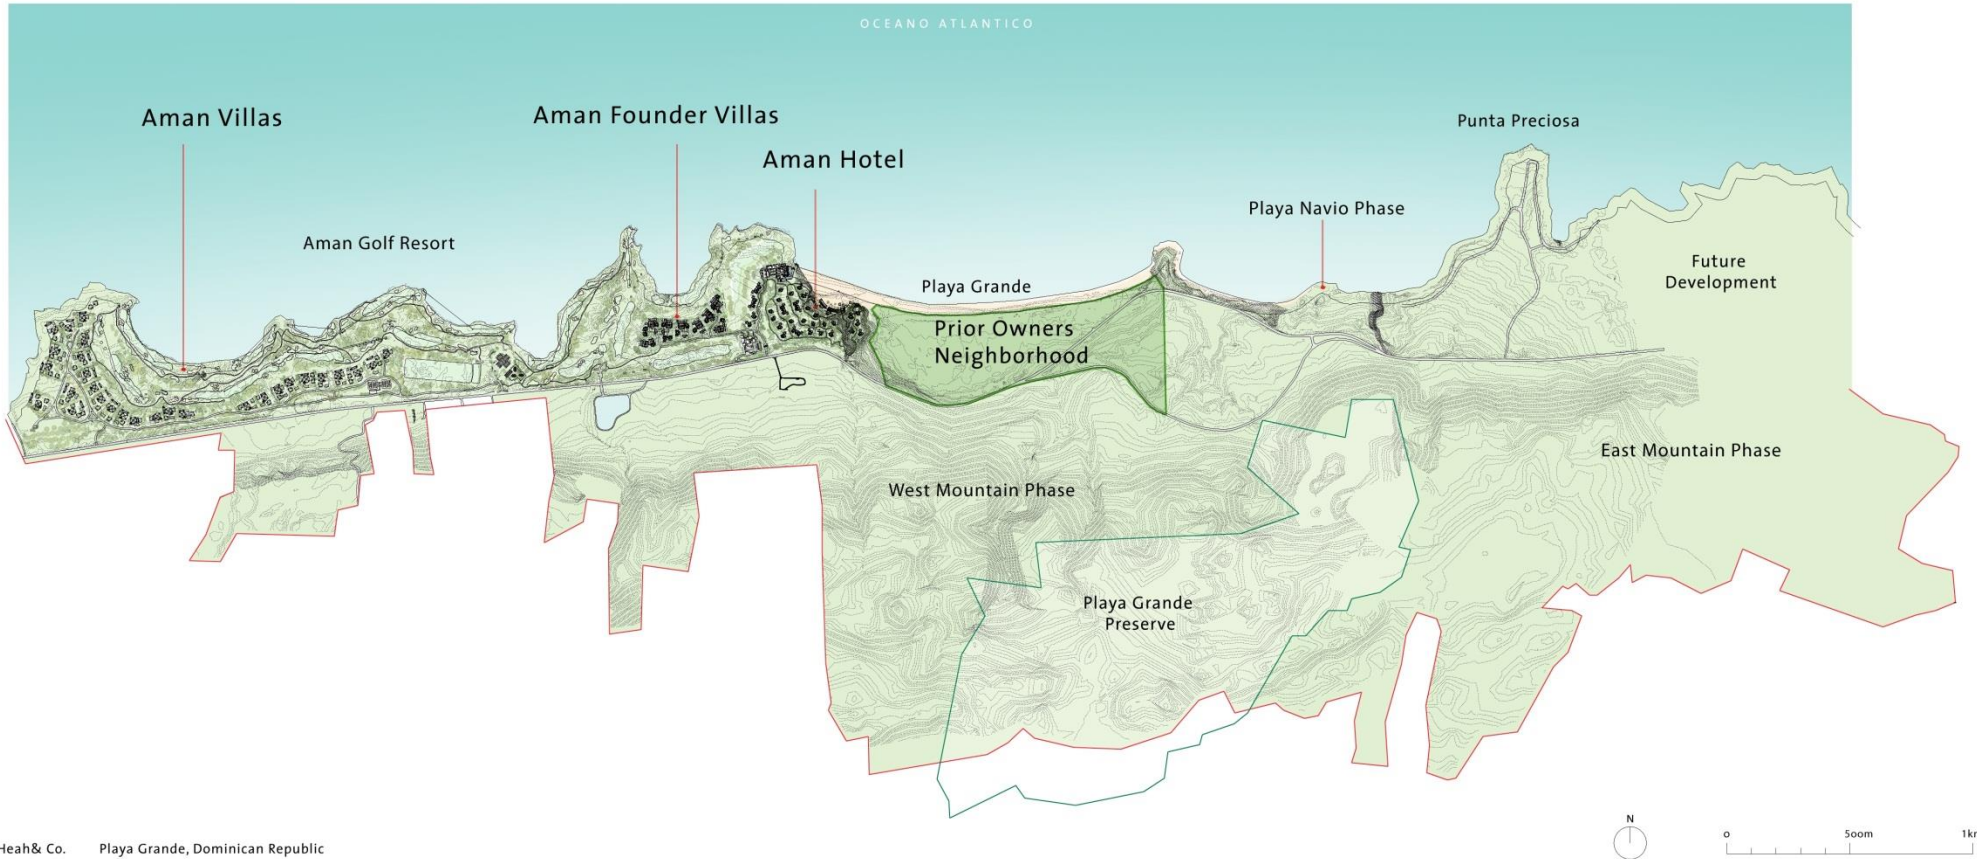 OCEANO ATLANTICO
Aman Villas
Aman Founder Villas
Aman Hotel
Punta Preciosa
Playa Navio Phase
Aman Golf Resort
Future
Development
Playa Grande
Prior Owners
Neighborhood
East Mountain Phase
West Mountain Phase
Playa Grande
Preserve
N
0 500m 1k
Heah& Co. Playa Grande, Dominican Republic